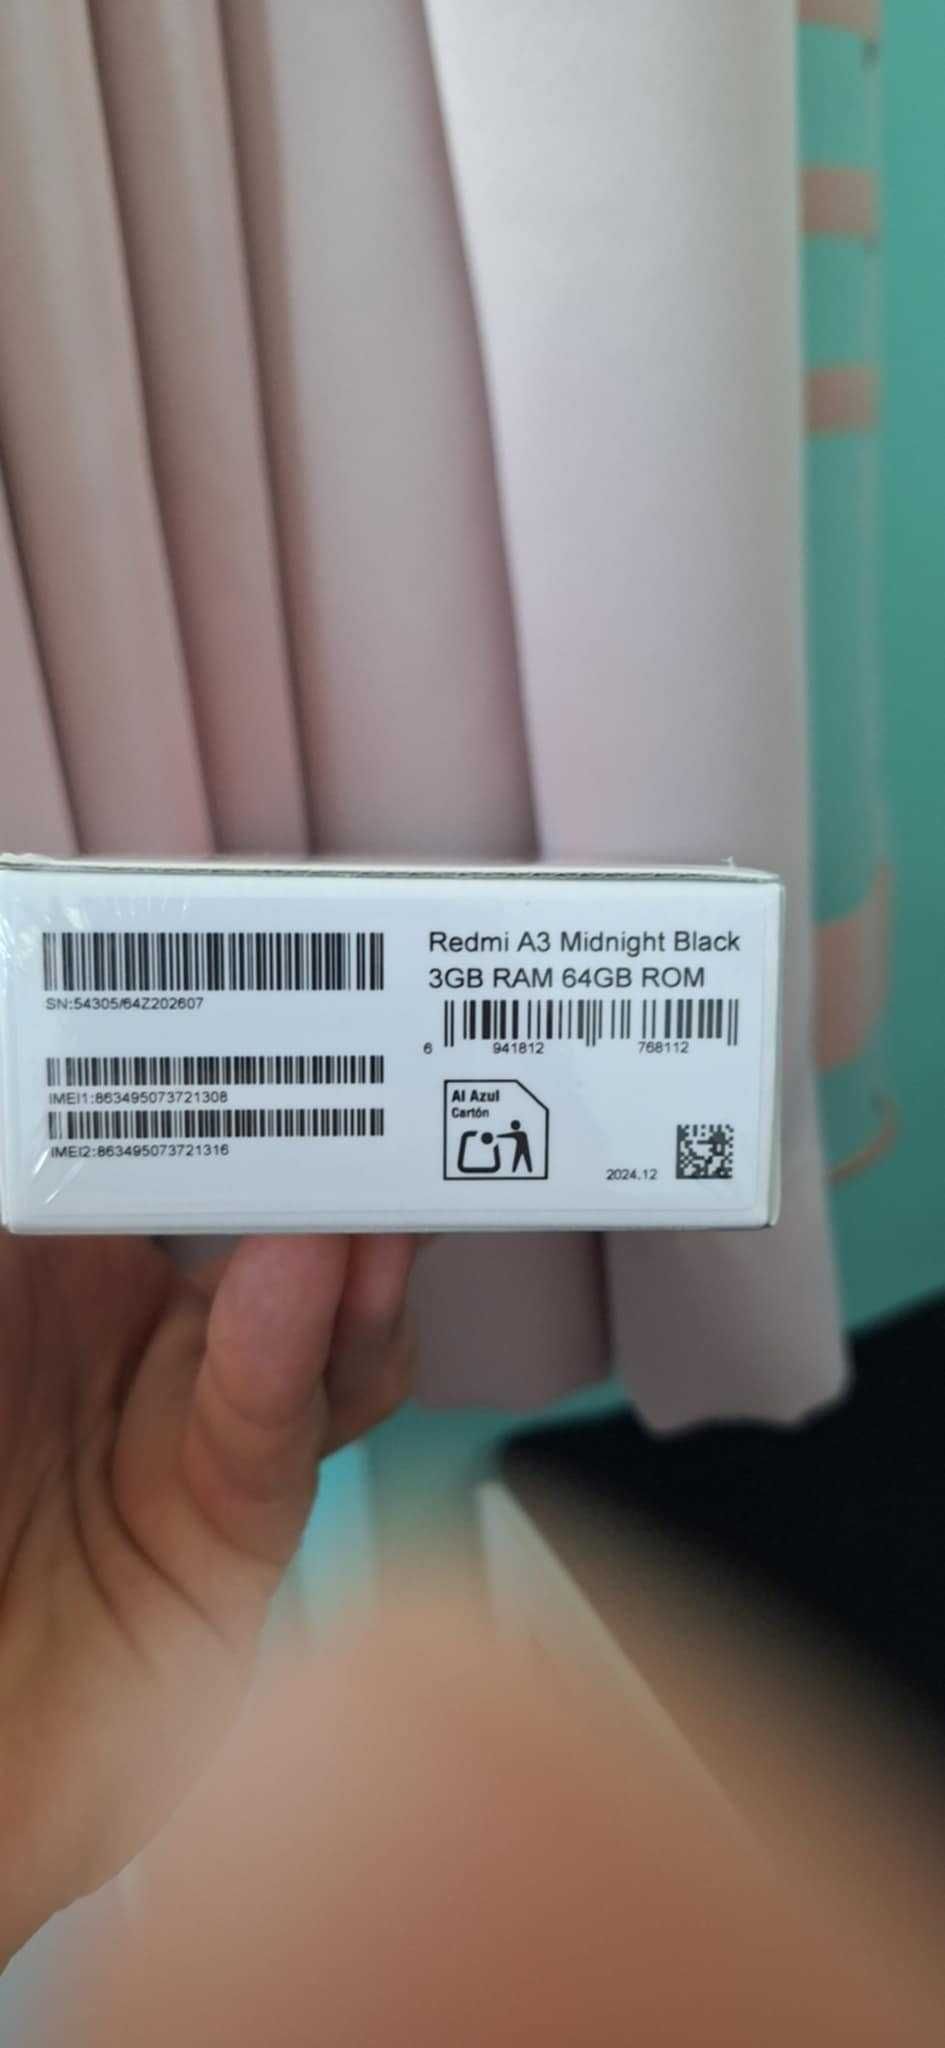 SN:54305/64Z202607
IMEI1:863495073721308
IMEI2:863495073721316
Redmi A3 Midnight Black
3GB RAM 64GB ROM
6 941812 768112
Al Azul
Cartón
2024.12